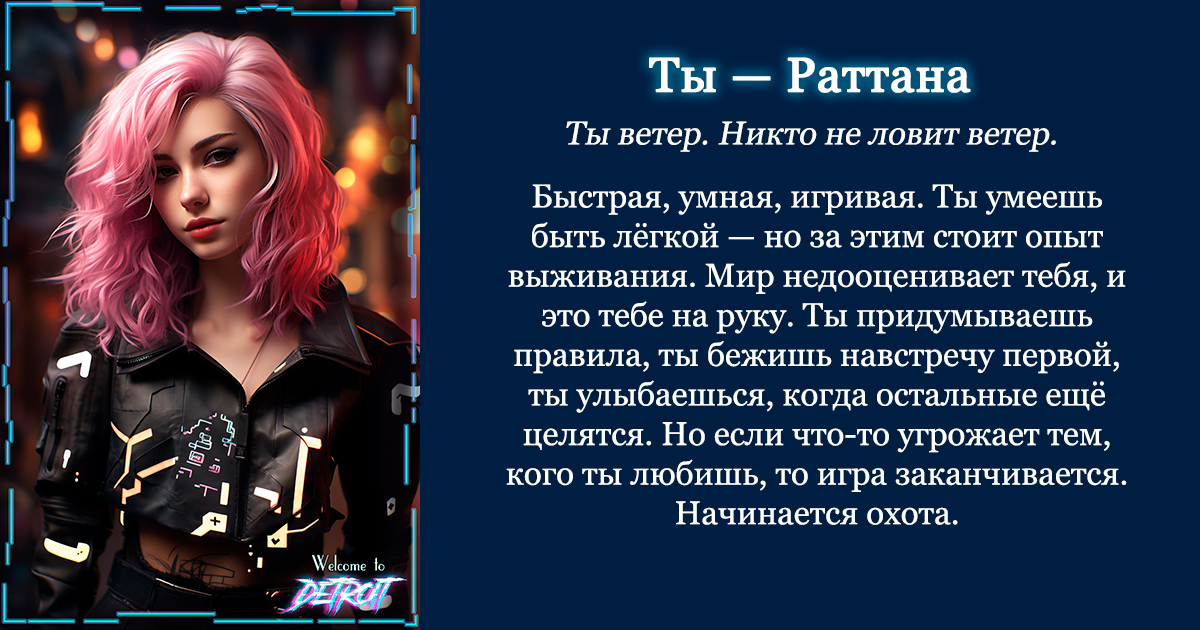 Ты — Раттана
Ты ветер. Никто не ловит ветер.
Быстрая, умная, игривая. Ты умеешь
быть лёгкой — но за этим стоит опыт
выживания. Мир недооценивает тебя, и
это тебе на руку. Ты придумываешь
правила, ты бежишь навстречу первой,
ты улыбаешься, когда остальные ещё
целятся. Но если что-то угрожает тем,
кого ты любишь, то игра заканчивается.
Начинается охота.
Welcome to
DETROIT